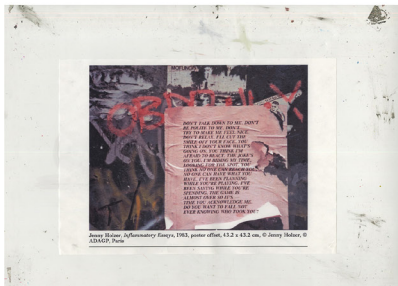 DON'T TALK DOWN TO ME. DON'T
BE POLITE TO ME. DON'T
TRY TO MAKE ME FEEL NICE.
DON'T RELAX. I'LL CUT THE
SMILE OFF YOUR FACE. YOU
THINK I DON'T KNOW WHAT'S
GOING ON. YOU THINK I'M
AFRAID TO REACT. THE JOKE'S
ON YOU. I'M BIDING MY TIME,
LOOKING FOR THE SPOT. YOU
THINK NO ONE CAN REACH YOU,
NO ONE CAN HAVE WHAT YOU
HAVE. I'VE BEEN PLANNING
WHILE YOU'RE PLAYING. I'VE
BEEN SAVING WHILE YOU'RE
SPENDING. THE GAME IS
ALMOST OVER SO IT'S
TIME YOU ACKNOWLEDGE ME.
DO YOU WANT TO FALL NOT
EVER KNOWING WHO TOOK YOU?
Jenny Holzer, Inflammatory Essays, 1983, poster offset, 43.2 x 43.2 cm, © Jenny Holzer, ©
ADAGP, Paris